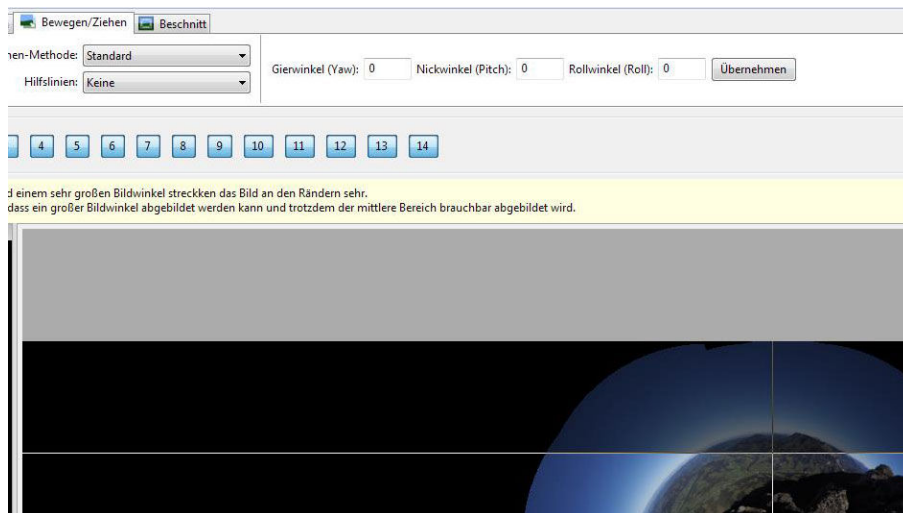 Bewegen/Ziehen Beschnitt
nen-Methode: Standard
Hilfslinien: Keine
Gierwinkel (Yaw): 0 Nickwinkel (Pitch): 0 Rollwinkel (Roll): 0 Übernehmen
4 5 6 7 8 9 10 11 12 13 14
d einem sehr großen Bildwinkel streckken das Bild an den Rändern sehr.
dass ein großer Bildwinkel abgebildet werden kann und trotzdem der mittlere Bereich brauchbar abgebildet wird.